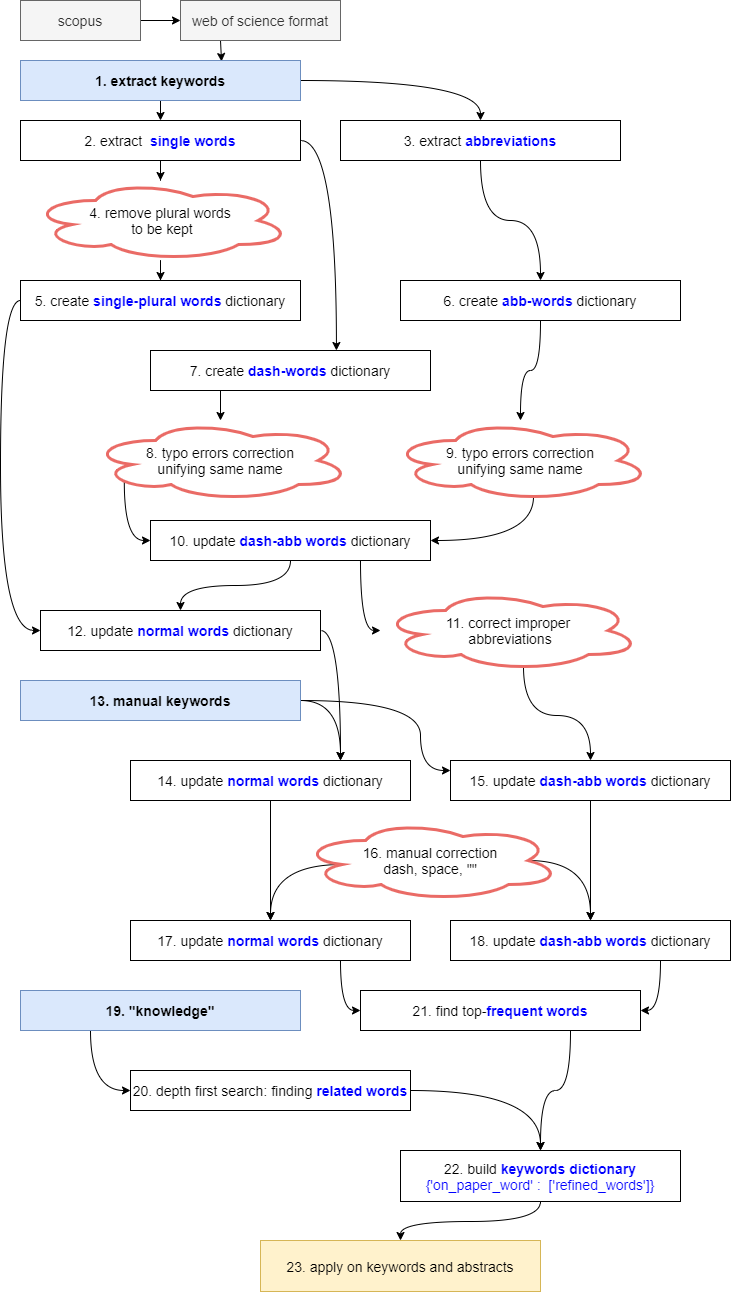 scopus
web of science format
1. extract keywords
2. extract single words
3. extract abbreviations
4. remove plural words
to be kept
5. create single-plural words dictionary
6. create abb-words dictionary
7. create dash-words dictionary
8. typo errors correction
unifying same name
9. typo errors correction
unifying same name
10. update dash-abb words dictionary
11. correct improper
abbreviations
12. update normal words dictionary
13. manual keywords
14. update normal words dictionary
15. update dash-abb words dictionary
16. manual correction
dash, space, ""
17. update normal words dictionary
18. update dash-abb words dictionary
19. "knowledge"
21. find top-frequent words
20. depth first search: finding related words
22. build keywords dictionary
{'on_paper_word' : ['refined_words']}
23. apply on keywords and abstracts